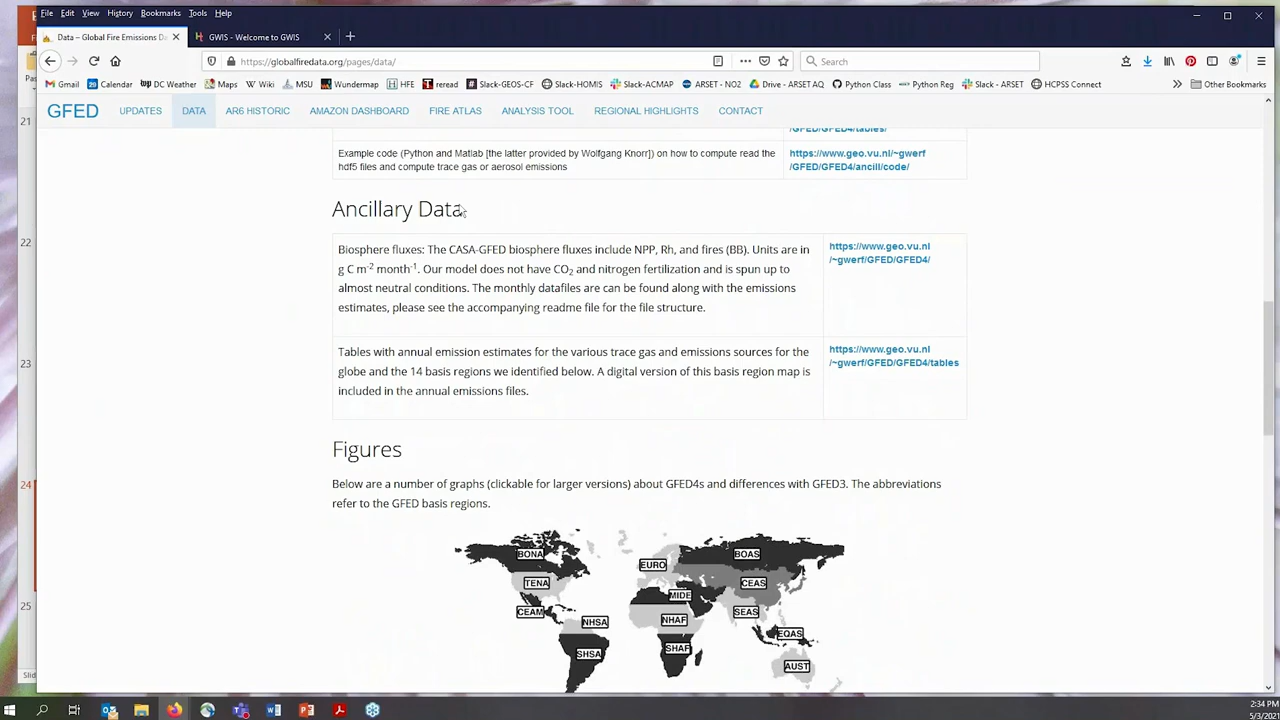 File Edit View History Bookmarks Tools Help
Data – Global Fire Emissions Da
GWIS - Welcome to GWIS
https://globalfiredata.org/pages/data/
Search
Gmail Calendar DC Weather Maps Wiki MSU Wundermap HFE reread Slack-GEOS-CF Slack-HOMIS Slack-ACMAP ARSET - NO2 Drive - ARSET AQ Python Class Python Reg Slack - ARSET HCPSS Connect Other Bookmarks
GFED UPDATES DATA AR6 HISTORIC AMAZON DASHBOARD FIRE ATLAS ANALYSIS TOOL REGIONAL HIGHLIGHTS CONTACT
/GFED/GFED4/tables/
Example code (Python and Matlab [the latter provided by Wolfgang Knorr]) on how to compute read the
hdf5 files and compute trace gas or aerosol emissions
https://www.geo.vu.nl/~gwerf
/GFED/GFED4/ancill/code/
Ancillary Data
Biosphere fluxes: The CASA-GFED biosphere fluxes include NPP, Rh, and fires (BB). Units are in
g C m-2 month-1. Our model does not have CO2 and nitrogen fertilization and is spun up to
almost neutral conditions. The monthly datafiles can be found along with the emissions
estimates, please see the accompanying readme file for the file structure.
https://www.geo.vu.nl
/~gwerf/GFED/GFED4/
Tables with annual emission estimates for the various trace gas and emissions sources for the
globe and the 14 basis regions we identified below. A digital version of this basis region map is
included in the annual emissions files.
https://www.geo.vu.nl
/~gwerf/GFED/GFED4/tables
Figures
Below are a number of graphs (clickable for larger versions) about GFED4s and differences with GFED3. The abbreviations
refer to the GFED basis regions.
BONA
BOAS
EURO
TENA
CEAS
MIDE
CEAM
SEAS
NHSA
NHAF
EQAS
SHSA
SHAF
AUST
21
22
23
24
25
Pas
Slid
2:34 PM
5/3/2021